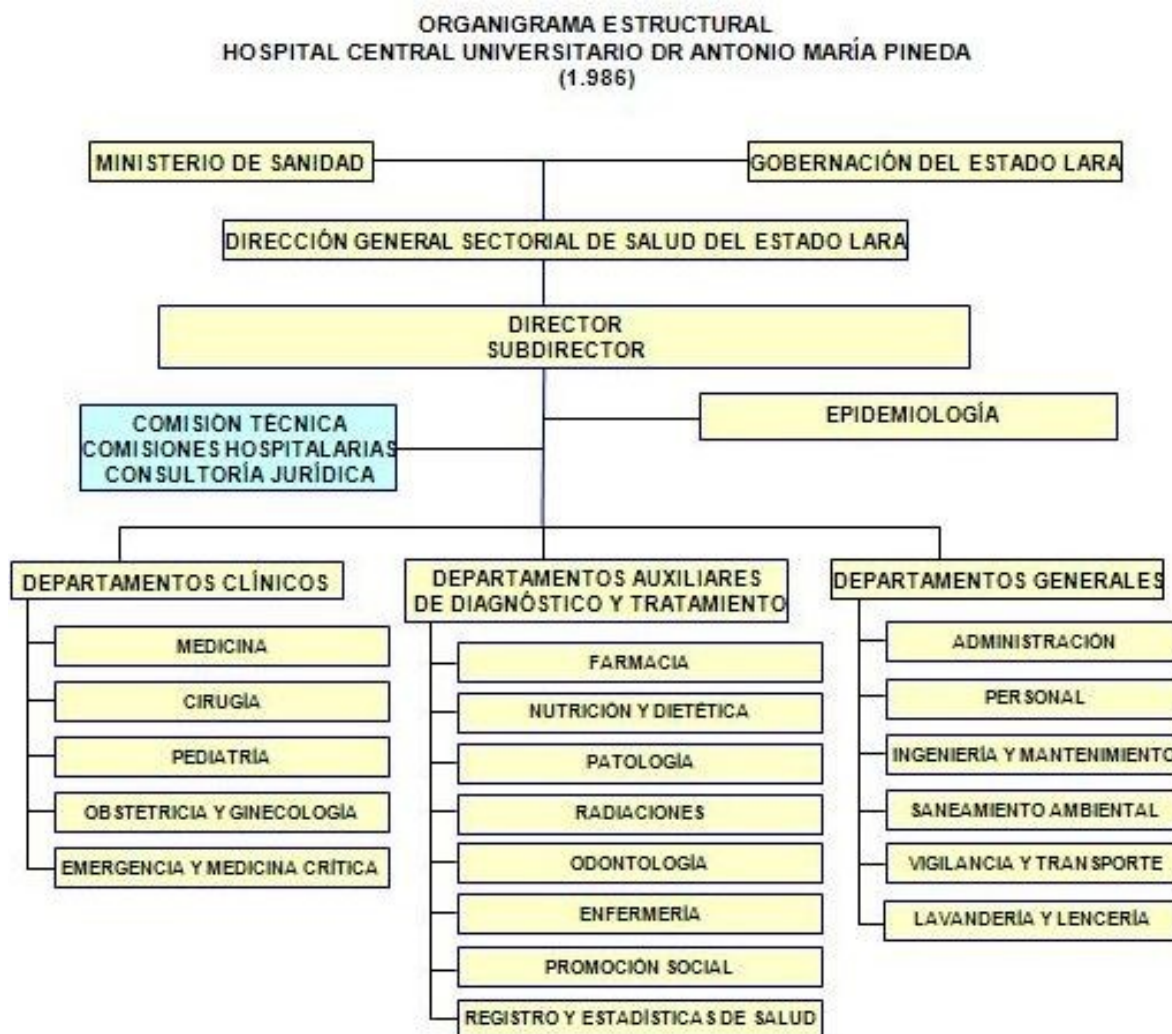 ORGANIGRAMA ESTRUCTURAL
HOSPITAL CENTRAL UNIVERSITARIO DR ANTONIO MARÍA PINEDA
(1.986)
MINISTERIO DE SANIDAD
GOBERNACIÓN DEL ESTADO LARA
DIRECCIÓN GENERAL SECTORIAL DE SALUD DEL ESTADO LARA
DIRECTOR
SUBDIRECTOR
COMISIÓN TÉCNICA
COMISIONES HOSPITALARIAS
CONSULTORÍA JURÍDICA
EPIDEMIOLOGÍA
DEPARTAMENTOS CLÍNICOS
MEDICINA
CIRUGÍA
PEDIATRÍA
OBSTETRICIA Y GINECOLOGÍA
EMERGENCIA Y MEDICINA CRÍTICA
DEPARTAMENTOS AUXILIARES
DE DIAGNÓSTICO Y TRATAMIENTO
FARMACIA
NUTRICIÓN Y DIETÉTICA
PATOLOGÍA
RADIACIONES
ODONTOLOGÍA
ENFERMERÍA
PROMOCIÓN SOCIAL
REGISTRO Y ESTADÍSTICAS DE SALUD
DEPARTAMENTOS GENERALES
ADMINISTRACIÓN
PERSONAL
INGENIERÍA Y MANTENIMIENTO
SANEAMIENTO AMBIENTAL
VIGILANCIA Y TRANSPORTE
LAVANDERÍA Y LENCERÍA